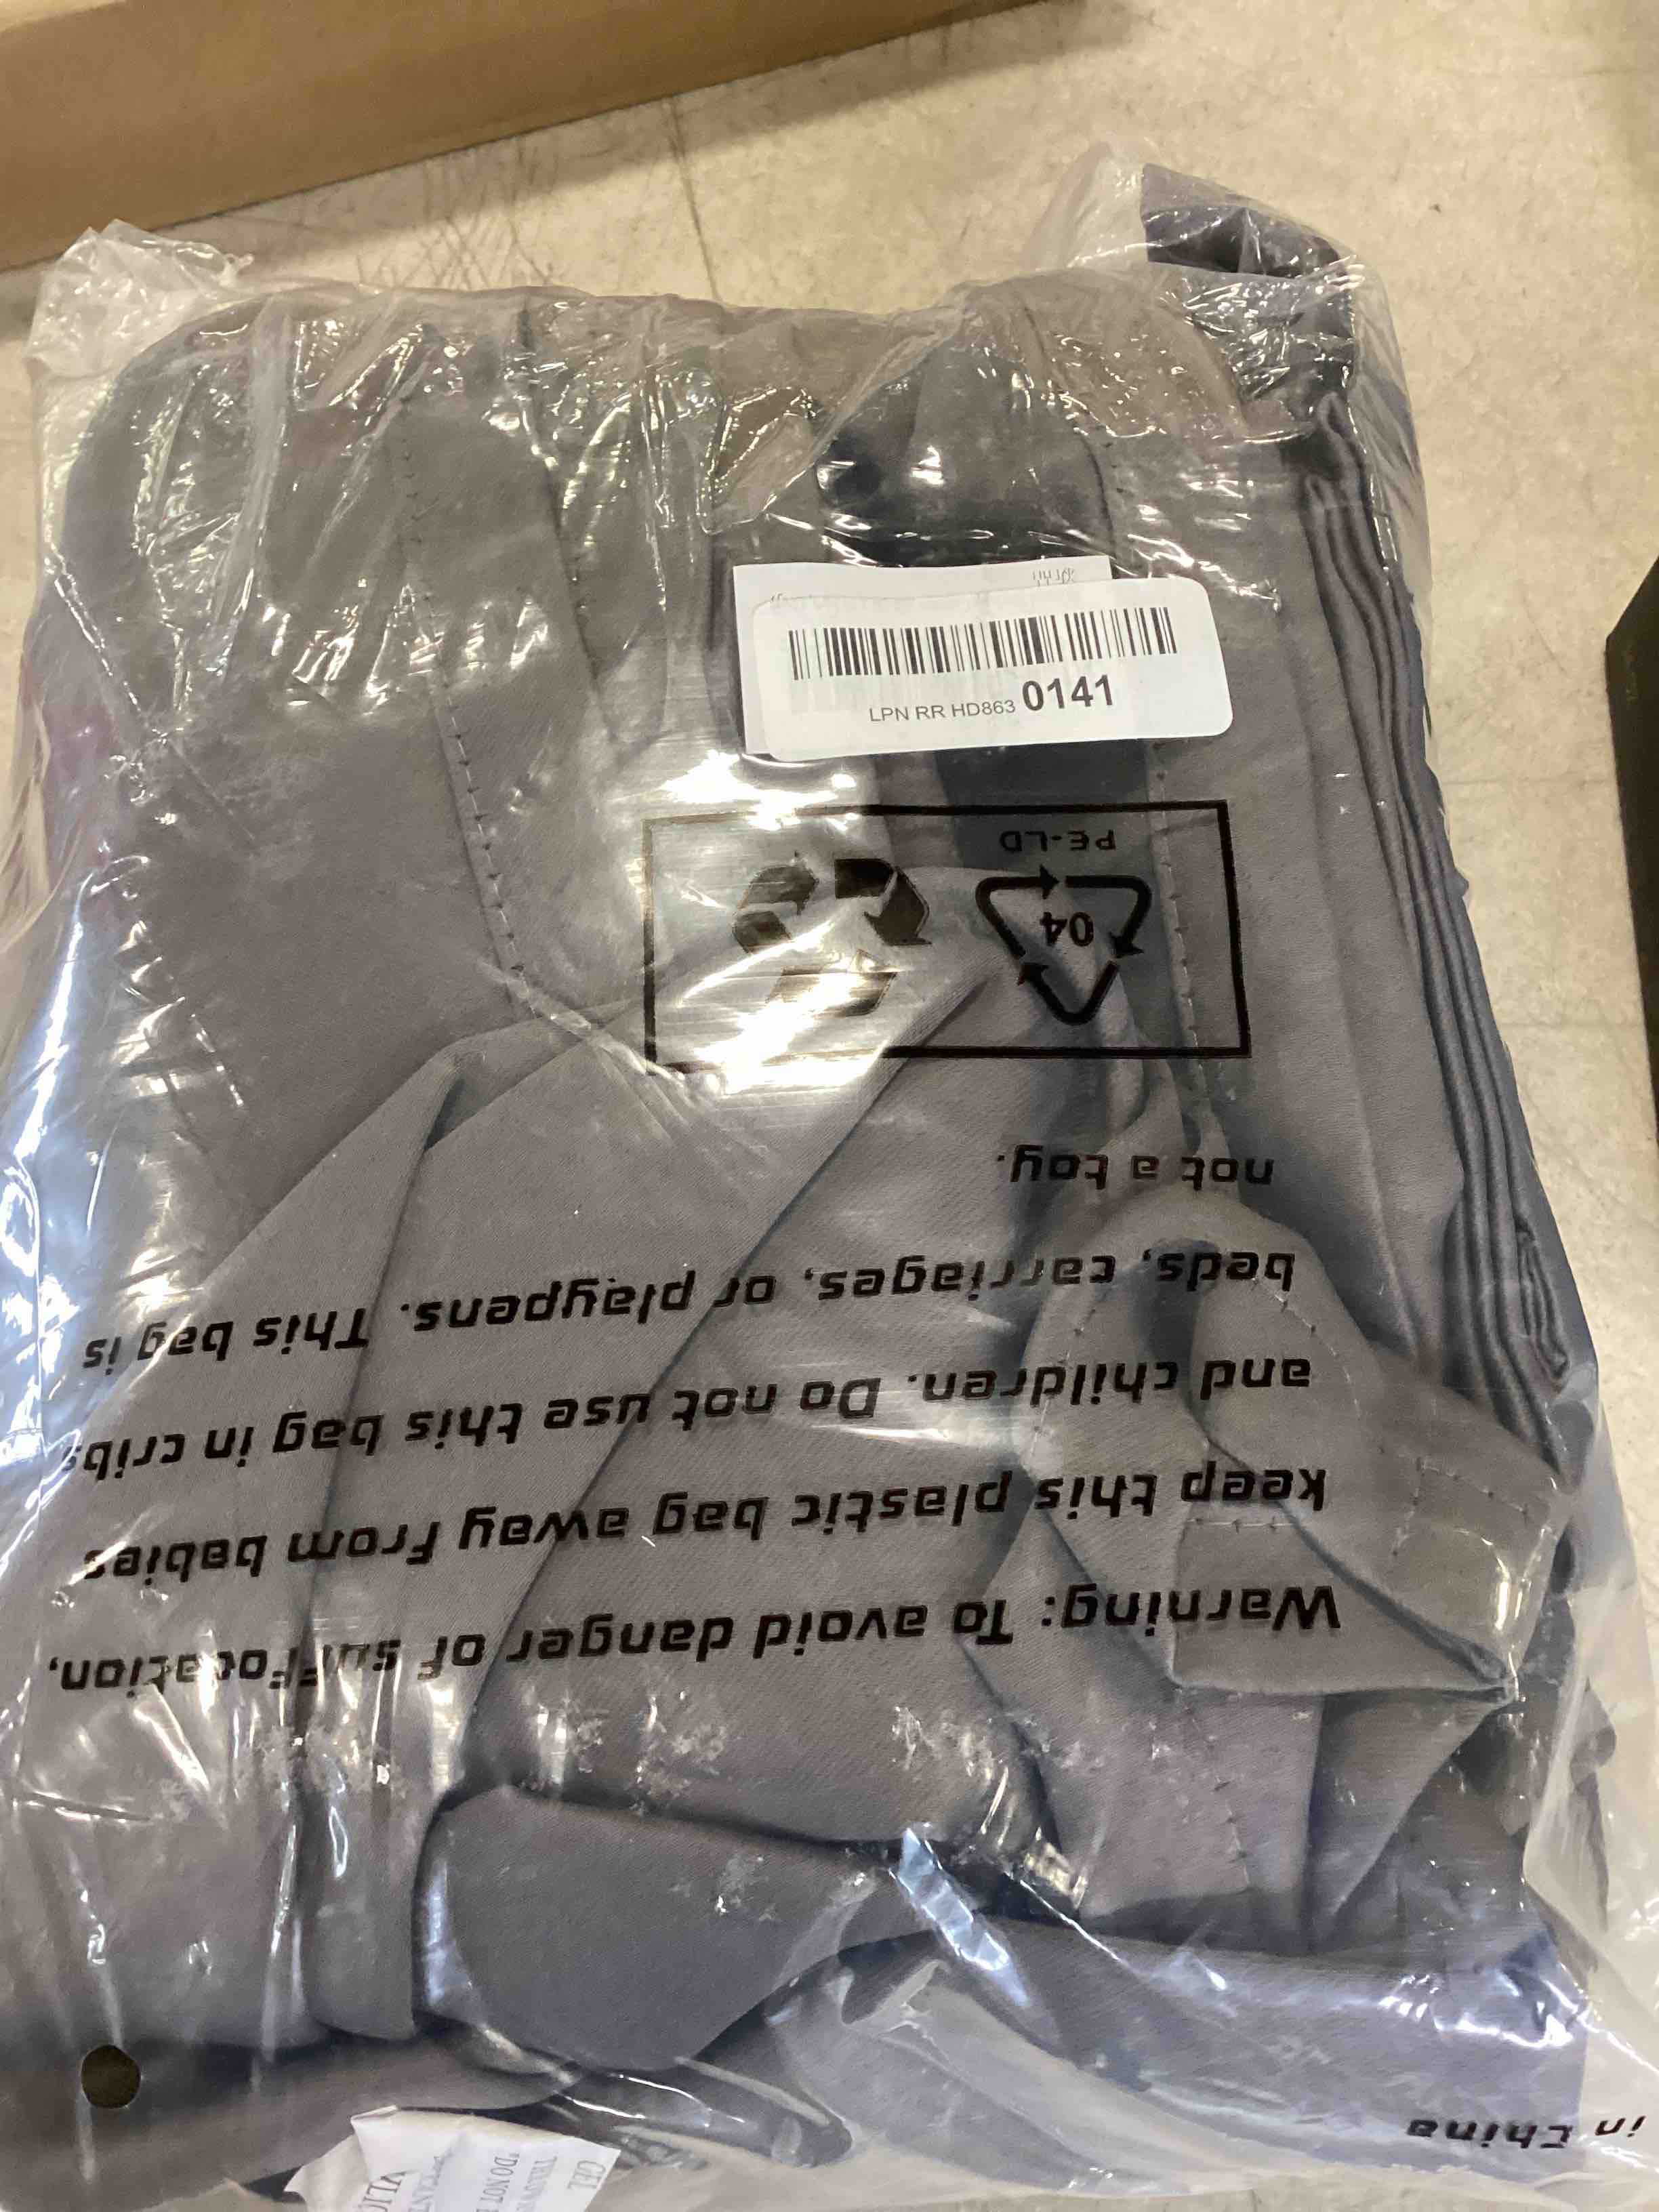 LPN RR HD863 0141
Warning: To avoid danger of suffocation,
keep this plastic bag away from babies
and children. Do not use this bag in cribs
beds, carriages, or playpens. This bag is
not a toy.
04
PE-LD
in China